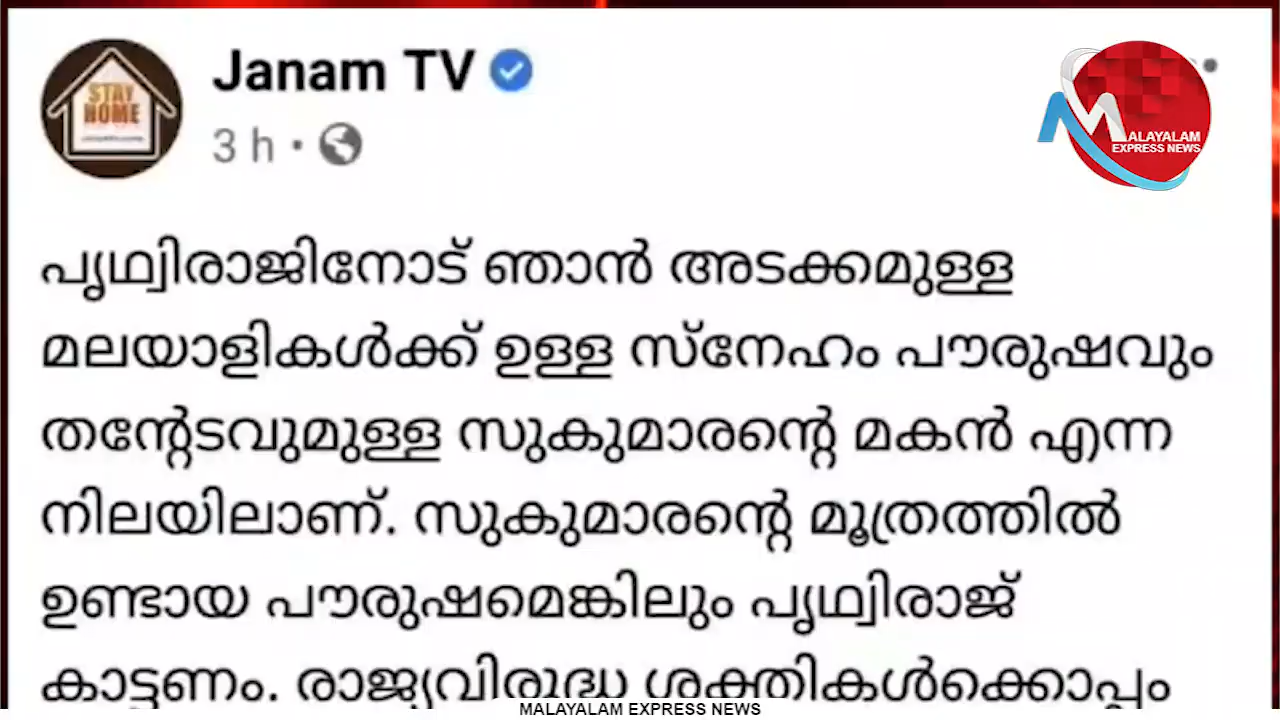 STAY
HOME
Janam TV
3 h •
MALAYALAM
EXPRESS NEWS
പൃഥ്വിരാജിനോട് ഞാൻ അടക്കമുള്ള
മലയാളികൾക്ക് ഉള്ള സ്നേഹം പൗരുഷവും
തന്റേടവുമുള്ള സുകുമാരന്റെ മകൻ എന്ന
നിലയിലാണ്. സുകുമാരന്റെ മൂത്രത്തിൽ
ഉണ്ടായ പൗരുഷമെങ്കിലും പൃഥ്വിരാജ്
കാട്ടണം. രാജ്യവിരുദ്ധ ശക്തികൾക്കൊപ്പം
MALAYALAM EXPRESS NEWS